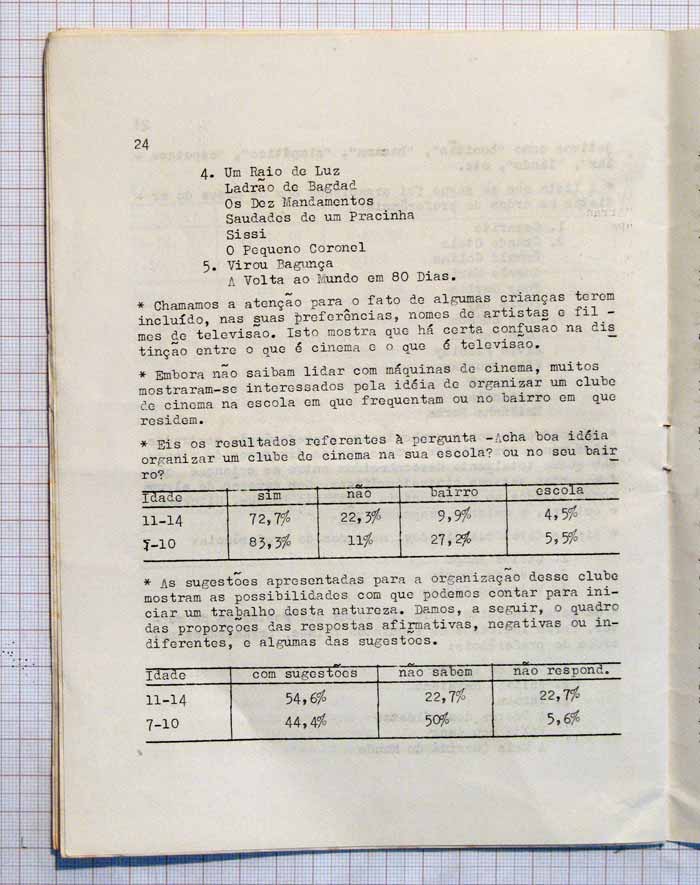 24
4. Um Raio de Luz
Ladrão de Bagdad
Os Dez Mandamentos
Saudades de um Pracinha
Sissi
O Pequeno Coronel
5. Virou Bagunça
A Volta ao Mundo em 80 Dias.
* Chamamos a atenção para o fato de algumas crianças terem
incluído, nas suas preferências, nomes de artistas e fil -
mes de televisão. Isto mostra que há certa confusão na dis
tinção entre o que é cinema e o que é televisão.
* Embora não saibam lidar com máquinas de cinema, muitos
mostraram-se interessados pela idéia de organizar um clube
de cinema na escola em que frequentam ou no bairro em que
residem.
* Eis os resultados referentes à pergunta -Acha boa idéia
organizar um clube de cinema na sua escola? ou no seu bair
ro?
Idade sim não bairro escola
11-14 72,7% 22,3% 9,9% 4,5%
7-10 83,3% 11% 27,2% 5,5%
* As sugestões apresentadas para a organização desse clube
mostram as possibilidades com que podemos contar para ini-
ciar um trabalho desta natureza. Damos, a seguir, o quadro
das proporções das respostas afirmativas, negativas ou in-
diferentes, e algumas das sugestões.
Idade com sugestões não sabem não respond.
11-14 54,6% 22,7% 22,7%
7-10 44,4% 50% 5,6%